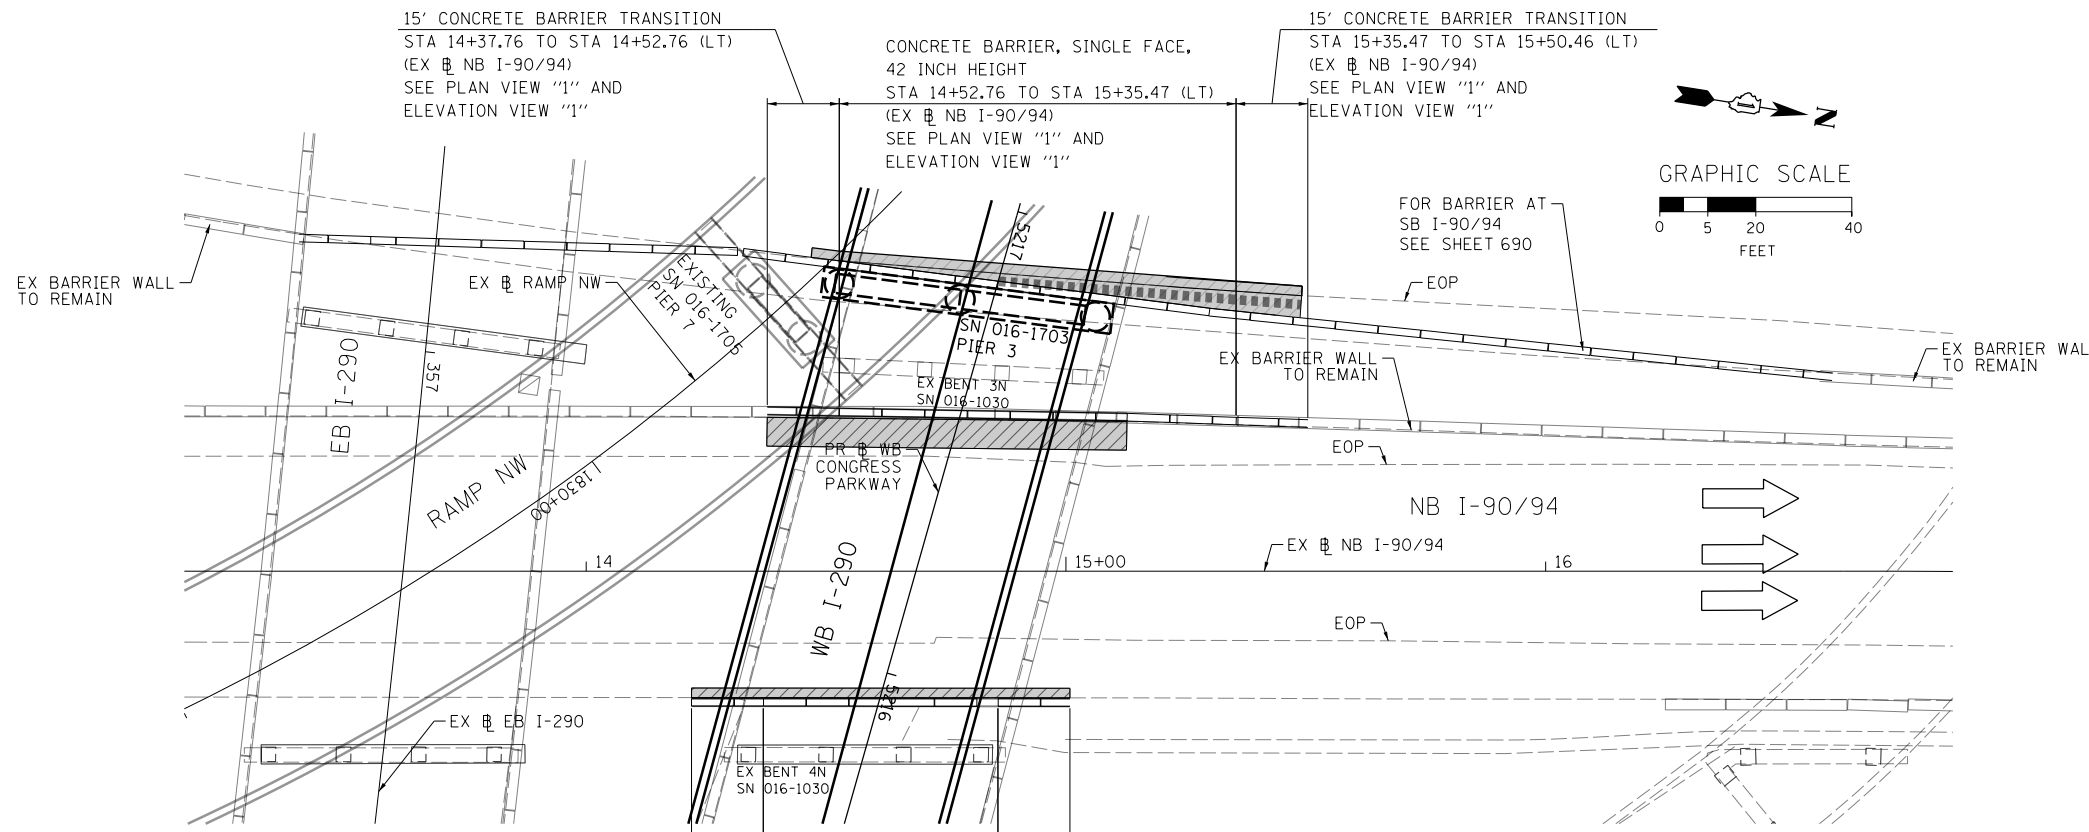 15' CONCRETE BARRIER TRANSITION
STA 14+37.76 TO STA 14+52.76 (LT)
(EX ℄ NB I-90/94)
SEE PLAN VIEW "1" AND
ELEVATION VIEW "1"
CONCRETE BARRIER, SINGLE FACE,
42 INCH HEIGHT
STA 14+52.76 TO STA 15+35.47 (LT)
(EX ℄ NB I-90/94)
SEE PLAN VIEW "1" AND
ELEVATION VIEW "1"
15' CONCRETE BARRIER TRANSITION
STA 15+35.47 TO STA 15+50.46 (LT)
(EX ℄ NB I-90/94)
SEE PLAN VIEW "1" AND
ELEVATION VIEW "1"
N
GRAPHIC SCALE
0 5 20 40
FEET
FOR BARRIER AT
SB I-90/94
SEE SHEET 690
EX BARRIER WALL
TO REMAIN
EX ℄ RAMP NW
EXISTING
SN 016-1705
PIER 7
5217
EOP
SN 016-1703
PIER 3
EX BARRIER WALL
TO REMAIN
EX BARRIER WAL
TO REMAIN
EX BENT 3N
SN 016-1030
EB I-290
357
RAMP NW
1830+00
PR ℄ WB
CONGRESS
PARKWAY
EOP
NB I-90/94
EX ℄ NB I-90/94
14
15+00
16
WB I-290
EOP
5216
EX ℄ EB I-290
EX BENT 4N
SN 016-1030